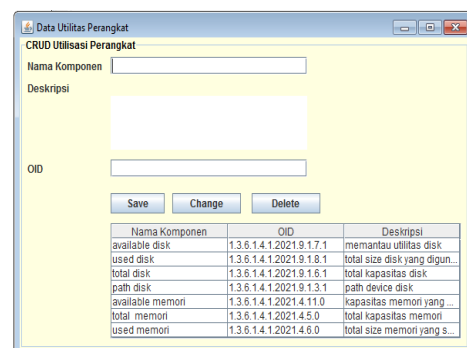 Data Utilitas Perangkat
CRUD Utilisasi Perangkat
Nama Komponen
Deskripsi
OID
Save Change Delete
Nama Komponen OID Deskripsi
available disk 1.3.6.1.4.1.2021.9.1.7.1 memantau utilitas disk
used disk 1.3.6.1.4.1.2021.9.1.8.1 total size disk yang digun...
total disk 1.3.6.1.4.1.2021.9.1.6.1 total kapasitas disk
path disk 1.3.6.1.4.1.2021.9.1.3.1 path device disk
available memori 1.3.6.1.4.1.2021.4.11.0 kapasitas memori yang ...
total memori 1.3.6.1.4.1.2021.4.5.0 total kapasitas memori
used memori 1.3.6.1.4.1.2021.4.6.0 total size memori yang s...